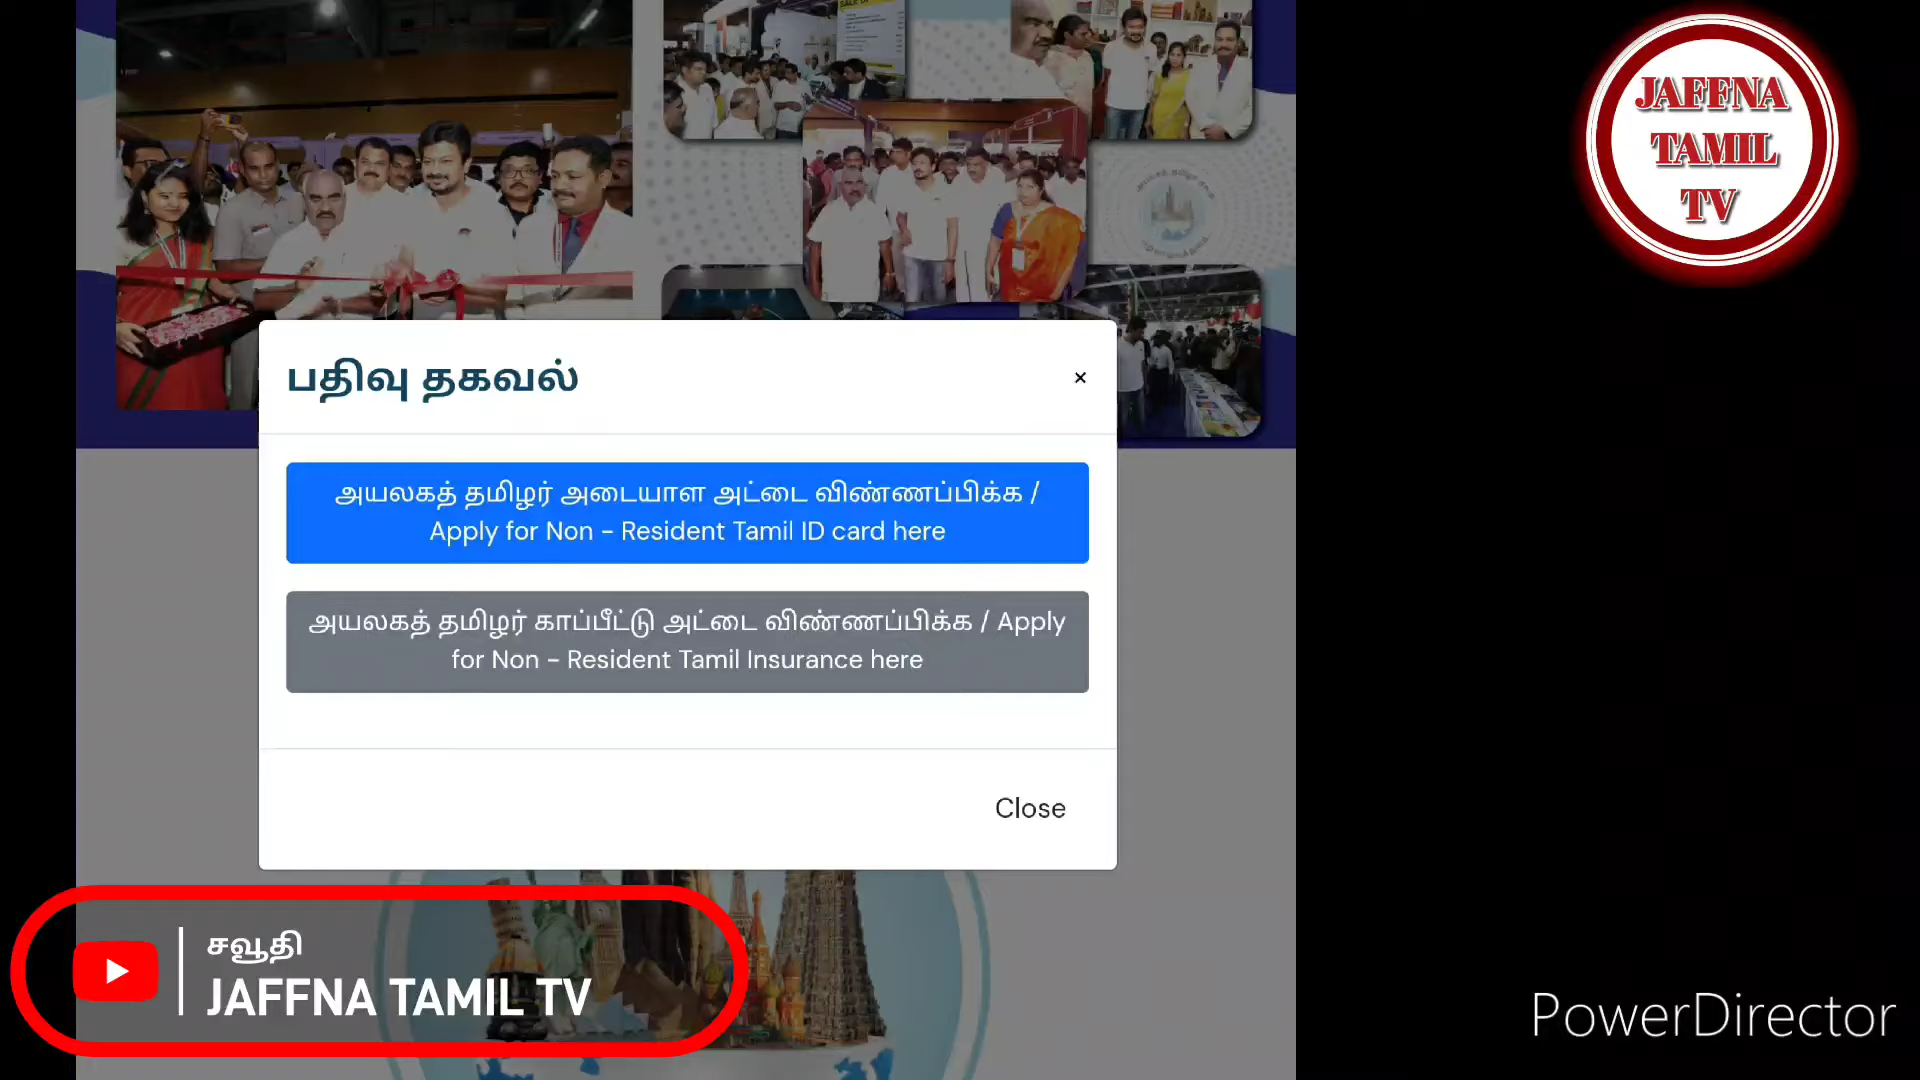 JAFFNA
TAMIL
TV
பதிவு தகவல்
×
அயலகத் தமிழர் அடையாள அட்டை விண்ணப்பிக்க /
Apply for Non - Resident Tamil ID card here
அயலகத் தமிழர் காப்பீட்டு அட்டை விண்ணப்பிக்க / Apply
for Non - Resident Tamil Insurance here
Close
சவூதி
JAFFNA TAMIL TV
PowerDirector